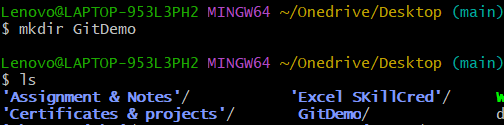 Lenovo@LAPTOP-953L3PH2 MINGW64 ~/Onedrive/Desktop (main)
$ mkdir GitDemo
Lenovo@LAPTOP-953L3PH2 MINGW64 ~/Onedrive/Desktop (main)
$ ls
'Assignment & Notes'/ 'Excel SKillCred'/
'Certificates & projects'/ GitDemo/